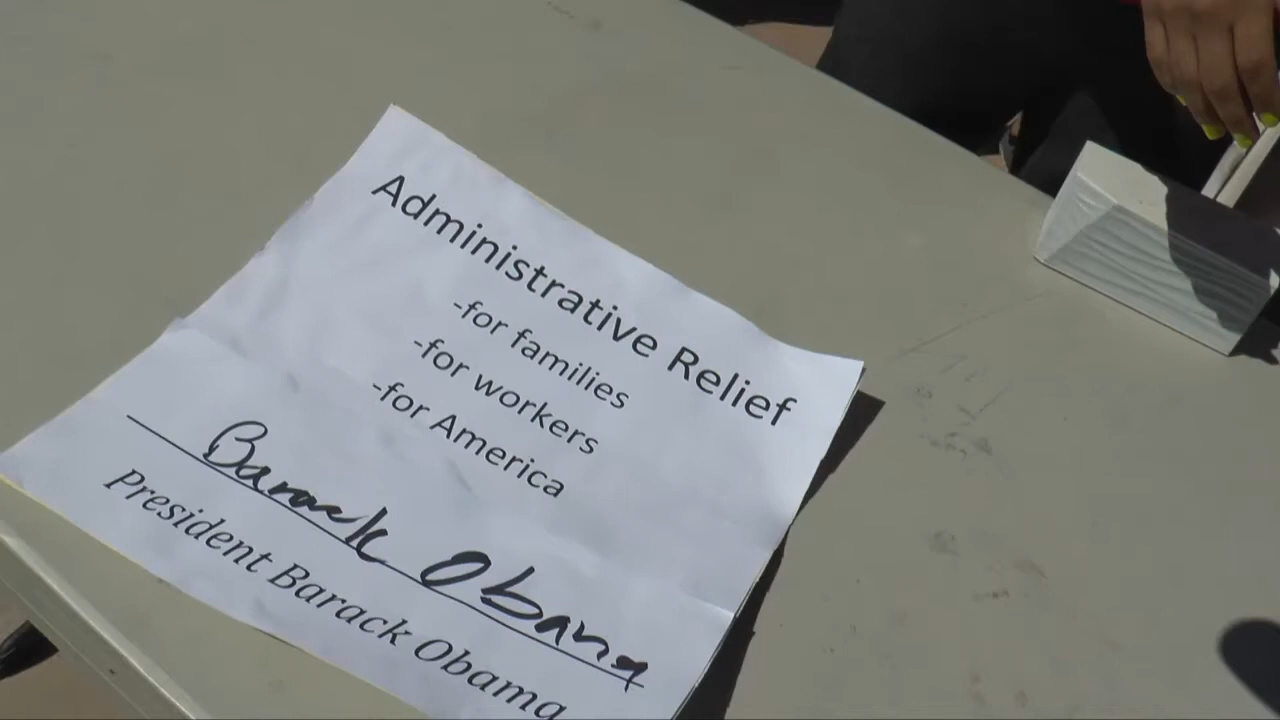 Administrative Relief
-for families
-for workers
-for America
Barack Obama
President Barack Obama